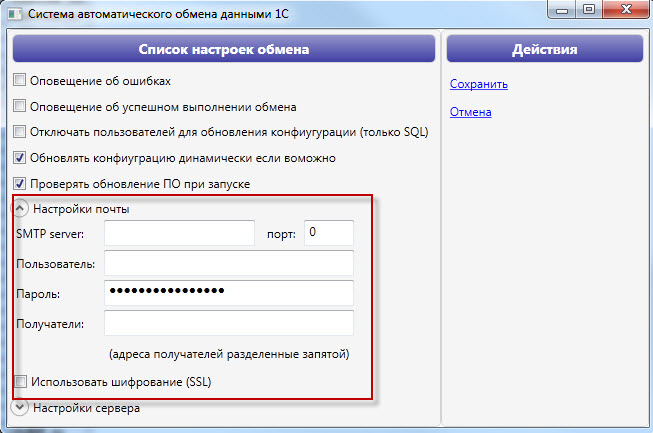 Система автоматического обмена данными 1С
Список настроек обмена
Действия
Оповещение об ошибках
Сохранить
Оповещение об успешном выполнении обмена
Отмена
Отключать пользователей для обновления конфиугурации (только SQL)
Обновлять конфиуграцию динамически если воможно
Проверять обновление ПО при запуске
Настройки почты
SMTP server: порт: 0
Пользователь:
Пароль: ••••••••••••••••
Получатели:
(адреса получателей разделенные запятой)
Использовать шифрование (SSL)
Настройки сервера